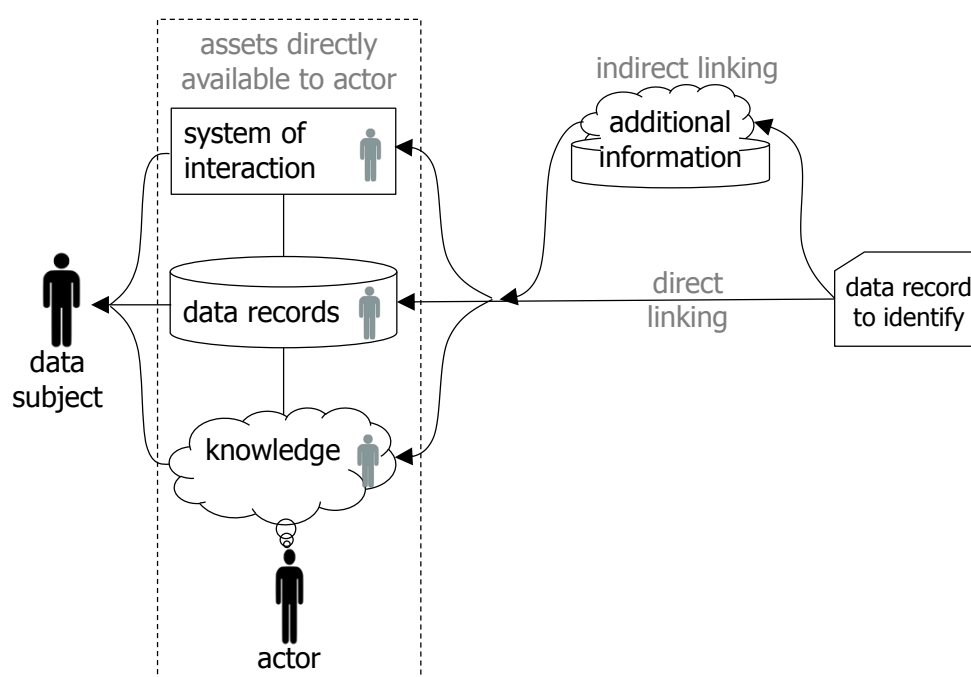 assets directly
available to actor
system of
interaction
data records
knowledge
actor
data
subject
indirect linking
additional
information
direct
linking
data record
to identify